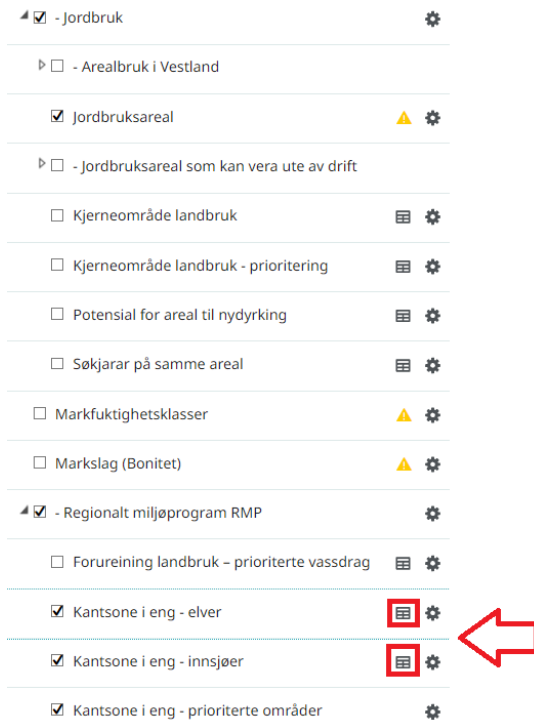 - Jordbruk
- Arealbruk i Vestland
Jordbruksareal
- Jordbruksareal som kan vera ute av drift
Kjerneområde landbruk
Kjerneområde landbruk - prioritering
Potensial for areal til nydyrking
Søkjarar på samme areal
Markfuktighetsklasser
Markslag (Bonitet)
- Regionalt miljøprogram RMP
Forureining landbruk – prioriterte vassdrag
Kantsone i eng - elver
Kantsone i eng - innsjøer
Kantsone i eng - prioriterte områder